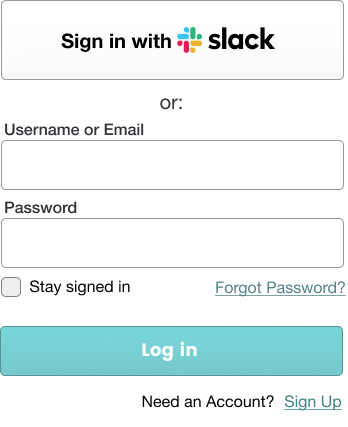 Sign in with slack
or:
Username or Email
Password
Stay signed in Forgot Password?
Log in
Need an Account? Sign Up